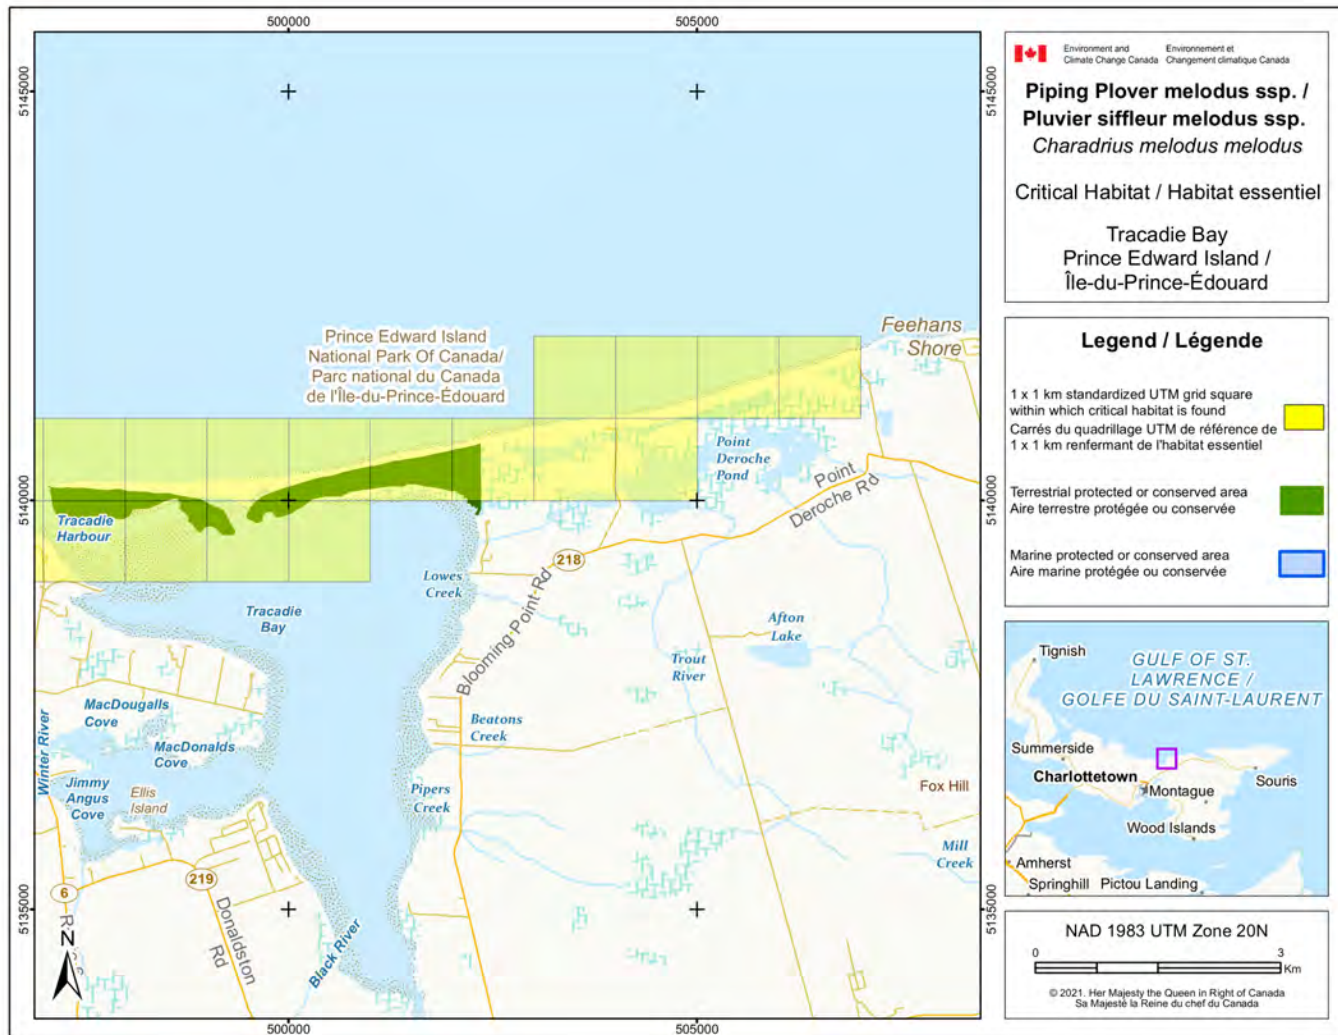 500000
505000
5145000
5145000
Prince Edward Island
National Park Of Canada/
Parc national du Canada
de l'Île-du-Prince-Édouard
Feehans
Shore
Point
Deroche
Pond
Point
Deroche Rd
5140000
5140000
Tracadie
Harbour
218
Lowes
Creek
Tracadie
Bay
Blooming Point Rd
Afton
Lake
Trout
River
MacDougalls
Cove
MacDonalds
Cove
Winter River
Beatons
Creek
Jimmy
Angus
Cove
Ellis
Island
Pipers
Creek
Fox Hill
Mill
Creek
219
6
Donaldston
Rd
Black River
5135000
5135000
N
500000
505000
Environment and
Climate Change Canada
Environnement et
Changement climatique Canada
Piping Plover melodus ssp. /
Pluvier siffleur melodus ssp.
Charadrius melodus melodus
Critical Habitat / Habitat essentiel
Tracadie Bay
Prince Edward Island /
Île-du-Prince-Édouard
Legend / Légende
1 x 1 km standardized UTM grid square
within which critical habitat is found
Carrés du quadrillage UTM de référence de
1 x 1 km renfermant de l'habitat essentiel
Terrestrial protected or conserved area
Aire terrestre protégée ou conservée
Marine protected or conserved area
Aire marine protégée ou conservée
Tignish
GULF OF ST.
LAWRENCE /
GOLFE DU SAINT-LAURENT
Summerside
Charlottetown
Montague
Souris
Wood Islands
Amherst
Springhill
Pictou Landing
NAD 1983 UTM Zone 20N
0
3
Km
© 2021. Her Majesty the Queen in Right of Canada
Sa Majesté la Reine du chef du Canada